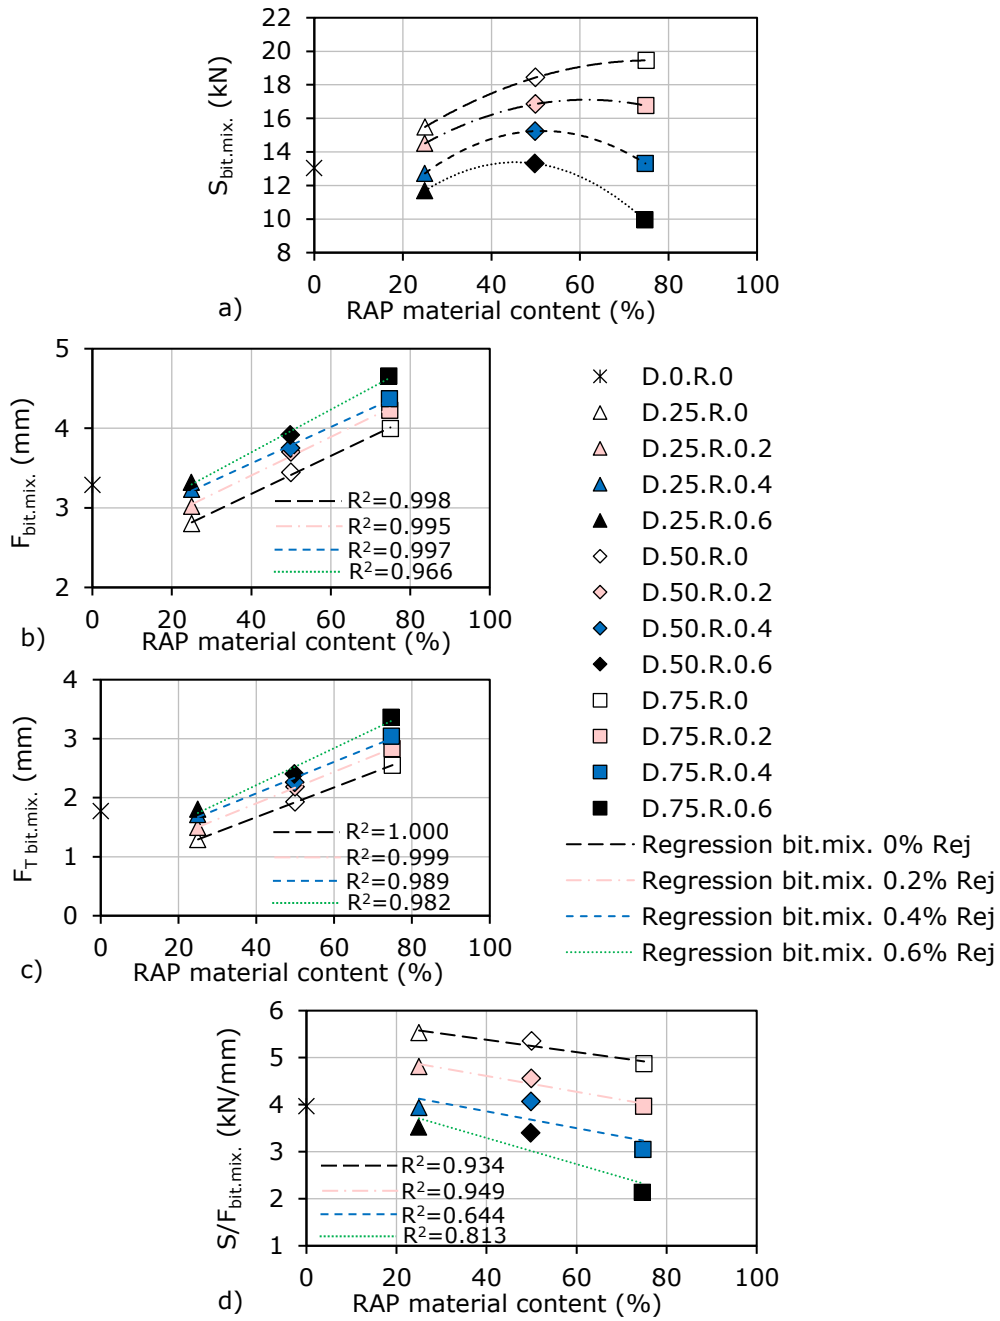 22
20
18
16
14
12
10
8
S bit.mix. (kN)
0 20 40 60 80 100
a) RAP material content (%)
5
4
3
2
F bit.mix. (mm)
R²=0.998
R²=0.995
R²=0.997
R²=0.966
0 20 40 60 80 100
b) RAP material content (%)
4
3
2
1
0
F T bit.mix. (mm)
R²=1.000
R²=0.999
R²=0.989
R²=0.982
0 20 40 60 80 100
c) RAP material content (%)
D.0.R.0
D.25.R.0
D.25.R.0.2
D.25.R.0.4
D.25.R.0.6
D.50.R.0
D.50.R.0.2
D.50.R.0.4
D.50.R.0.6
D.75.R.0
D.75.R.0.2
D.75.R.0.4
D.75.R.0.6
Regression bit.mix. 0% Rej
Regression bit.mix. 0.2% Rej
Regression bit.mix. 0.4% Rej
Regression bit.mix. 0.6% Rej
6
5
4
3
2
1
S/F bit.mix. (kN/mm)
R²=0.934
R²=0.949
R²=0.644
R²=0.813
0 20 40 60 80 100
d) RAP material content (%)